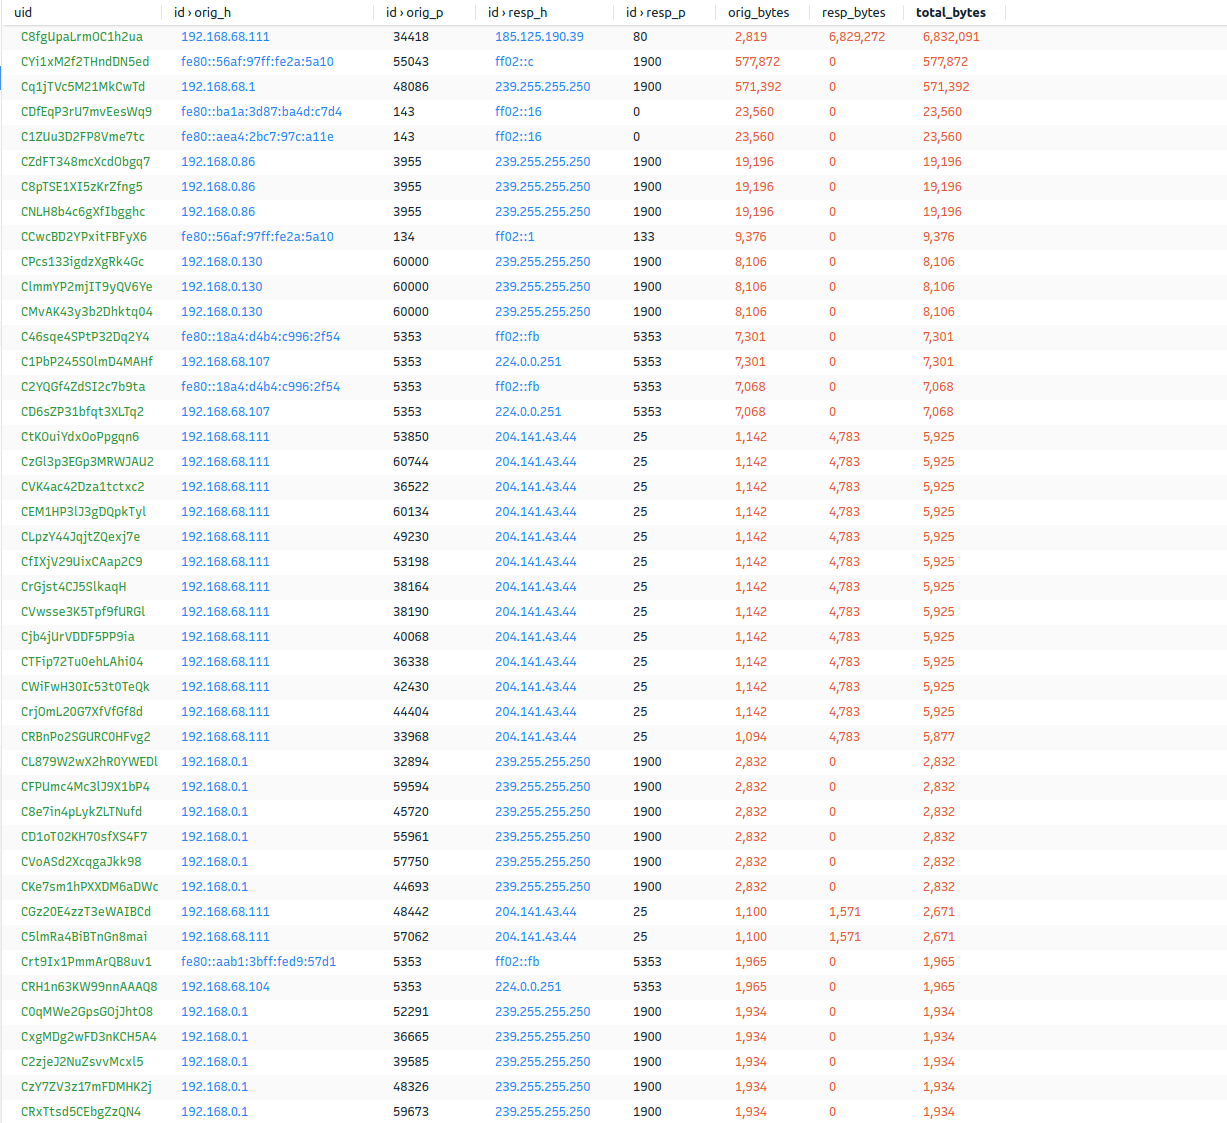 uid id › orig_h id › orig_p id › resp_h id › resp_p orig_bytes resp_bytes total_bytes
C8fgUpaLrmOC1h2ua 192.168.68.111 34418 185.125.190.39 80 2,819 6,829,272 6,832,091
CYi1xM2f2THndDN5ed fe80::56af:97ff:fe2a:5a10 55043 ff02::c 1900 577,872 0 577,872
Cq1jTVc5M21MkCwTd 192.168.68.1 48086 239.255.255.250 1900 571,392 0 571,392
CDfEqP3rU7mvEesWq9 fe80::ba1a:3d87:ba4d:c7d4 143 ff02::16 0 23,560 0 23,560
C1ZUu3D2FP8Vme7tc fe80::aea4:2bc7:97c:a11e 143 ff02::16 0 23,560 0 23,560
CZdFT348mcXcdObgq7 192.168.0.86 3955 239.255.255.250 1900 19,196 0 19,196
C8pTSE1XI5zKrZfng5 192.168.0.86 3955 239.255.255.250 1900 19,196 0 19,196
CNLH8b4c6gXfIbgghc 192.168.0.86 3955 239.255.255.250 1900 19,196 0 19,196
CCwcBD2YPxitFBFyX6 fe80::56af:97ff:fe2a:5a10 134 ff02::1 133 9,376 0 9,376
CPcs133igdzXgRk4Gc 192.168.0.130 60000 239.255.255.250 1900 8,106 0 8,106
ClmmYP2mjIT9yQV6Ye 192.168.0.130 60000 239.255.255.250 1900 8,106 0 8,106
CMvAK43y3b2Dhktq04 192.168.0.130 60000 239.255.255.250 1900 8,106 0 8,106
C46sqe4SPtP32Dq2Y4 fe80::18a4:d4b4:c996:2f54 5353 ff02::fb 5353 7,301 0 7,301
C1PbP245SOlmD4MAHf 192.168.68.107 5353 224.0.0.251 5353 7,301 0 7,301
C2YQGf4ZdSI2c7b9ta fe80::18a4:d4b4:c996:2f54 5353 ff02::fb 5353 7,068 0 7,068
CD6sZP31bfqt3XLTq2 192.168.68.107 5353 224.0.0.251 5353 7,068 0 7,068
CtKOuiYdxOoPpgqn6 192.168.68.111 53850 204.141.43.44 25 1,142 4,783 5,925
CzGl3p3EGp3MRWJAU2 192.168.68.111 60744 204.141.43.44 25 1,142 4,783 5,925
CVK4ac42Dza1tctxc2 192.168.68.111 36522 204.141.43.44 25 1,142 4,783 5,925
CEM1HP3lJ3gDQpkTyl 192.168.68.111 60134 204.141.43.44 25 1,142 4,783 5,925
CLpzY44JqjtZQexj7e 192.168.68.111 49230 204.141.43.44 25 1,142 4,783 5,925
CfIXjV29UixCAap2C9 192.168.68.111 53198 204.141.43.44 25 1,142 4,783 5,925
CrGjst4CJ5SlkaqH 192.168.68.111 38164 204.141.43.44 25 1,142 4,783 5,925
CVwsse3K5Tpf9fURGl 192.168.68.111 38190 204.141.43.44 25 1,142 4,783 5,925
Cjb4jUrVDDF5PP9ia 192.168.68.111 40068 204.141.43.44 25 1,142 4,783 5,925
CTFip72Tu0ehLAhi04 192.168.68.111 36338 204.141.43.44 25 1,142 4,783 5,925
CWiFwH3OIc53t0TeQk 192.168.68.111 42430 204.141.43.44 25 1,142 4,783 5,925
CrjOmL2OG7XfVfGf8d 192.168.68.111 44404 204.141.43.44 25 1,142 4,783 5,925
CRBnPo2SGURCOHFvg2 192.168.68.111 33968 204.141.43.44 25 1,094 4,783 5,877
CL879W2wX2hR0YWEDl 192.168.0.1 32894 239.255.255.250 1900 2,832 0 2,832
CFPUmc4Mc3lJ9X1bP4 192.168.0.1 59594 239.255.255.250 1900 2,832 0 2,832
C8e7in4pLykZLTNufd 192.168.0.1 45720 239.255.255.250 1900 2,832 0 2,832
CD1oT02KH7OsfXS4F7 192.168.0.1 55961 239.255.255.250 1900 2,832 0 2,832
CVoASd2XcqgaJkk98 192.168.0.1 57750 239.255.255.250 1900 2,832 0 2,832
CKe7sm1hPXXDM6aDWc 192.168.0.1 44693 239.255.255.250 1900 2,832 0 2,832
CGz20E4zzT3eWAIBCd 192.168.68.111 48442 204.141.43.44 25 1,100 1,571 2,671
C5lmRa4BiBTnGn8mai 192.168.68.111 57062 204.141.43.44 25 1,100 1,571 2,671
Crt9Ix1PmmArQB8uv1 fe80::aab1:3bff:fed9:57d1 5353 ff02::fb 5353 1,965 0 1,965
CRH1n63KW99nnAAAQ8 192.168.68.104 5353 224.0.0.251 5353 1,965 0 1,965
C0qMWe2GpsGOjJht08 192.168.0.1 52291 239.255.255.250 1900 1,934 0 1,934
CxgMDg2wFD3nKCH5A4 192.168.0.1 36665 239.255.255.250 1900 1,934 0 1,934
C2zjeJ2NuZsvvMcxl5 192.168.0.1 39585 239.255.255.250 1900 1,934 0 1,934
CzY7ZV3z17mFDMHK2j 192.168.0.1 48326 239.255.255.250 1900 1,934 0 1,934
CRxTtsd5CEbgZzQN4 192.168.0.1 59673 239.255.255.250 1900 1,934 0 1,934